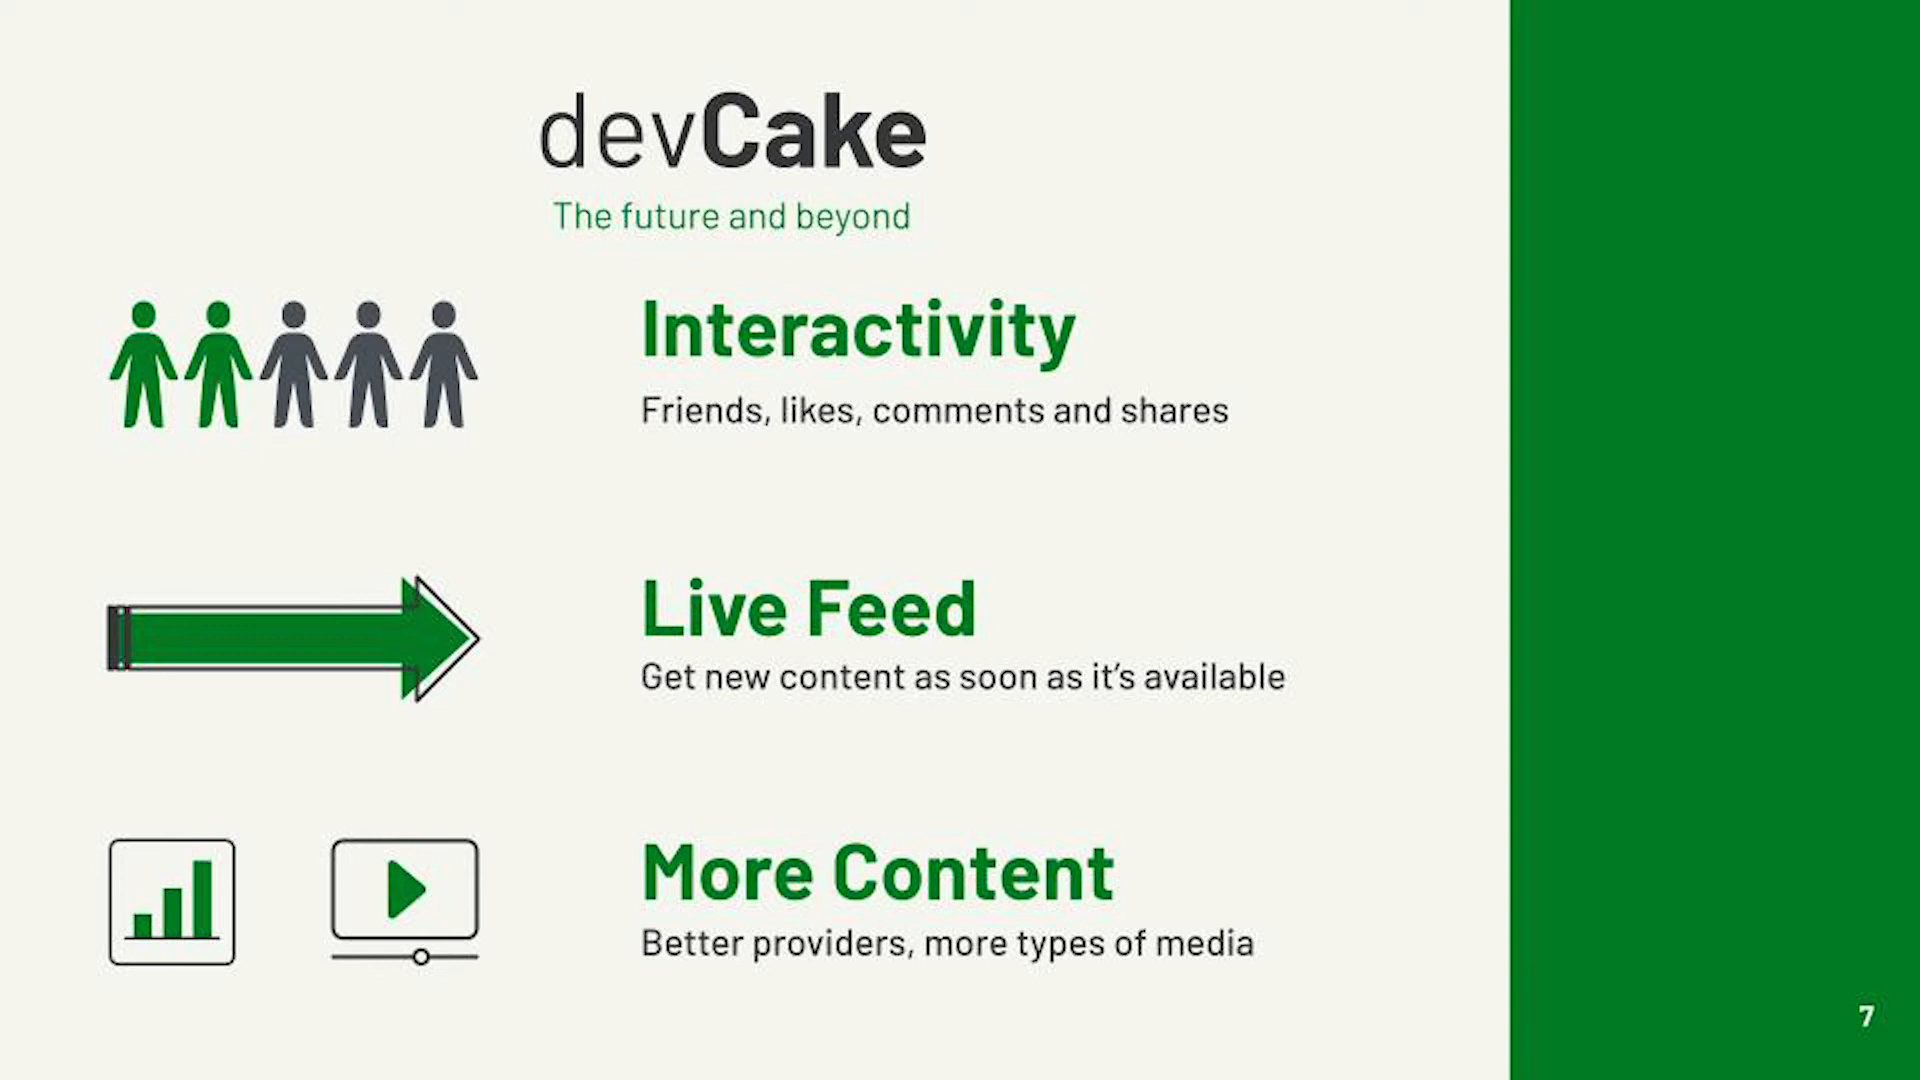 devCake
The future and beyond
Interactivity
Friends, likes, comments and shares
Live Feed
Get new content as soon as it’s available
More Content
Better providers, more types of media
7